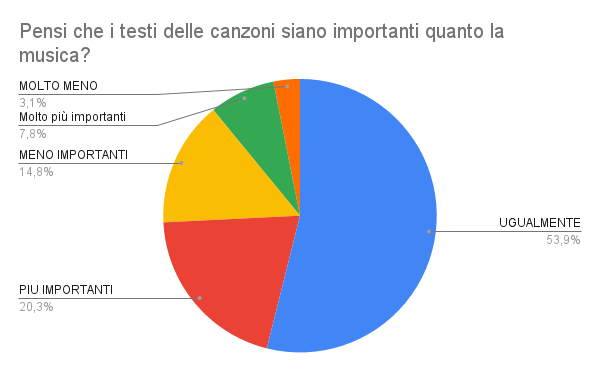 Pensi che i testi delle canzoni siano importanti quanto la
musica?
MOLTO MENO
3,1%
Molto più importanti
7,8%
MENO IMPORTANTI
14,8%
UGUALMENTE
53,9%
PIU IMPORTANTI
20,3%